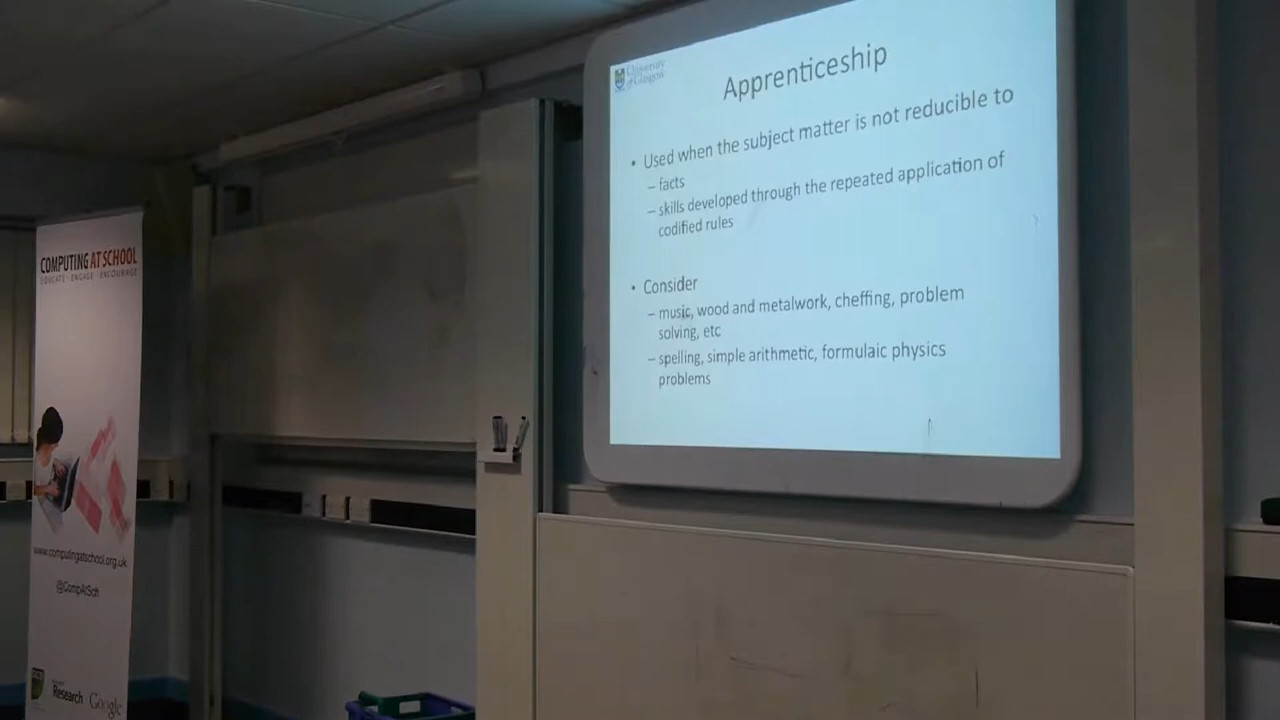 University
of Glasgow
Apprenticeship
• Used when the subject matter is not reducible to
– facts
– skills developed through the repeated application of
codified rules
• Consider
– music, wood and metalwork, cheffing, problem
solving, etc
– spelling, simple arithmetic, formulaic physics
problems
COMPUTING AT SCHOOL
EDUCATE · ENGAGE · ENCOURAGE
www.computingatschool.org.uk
@CompAtSch
Research
Google